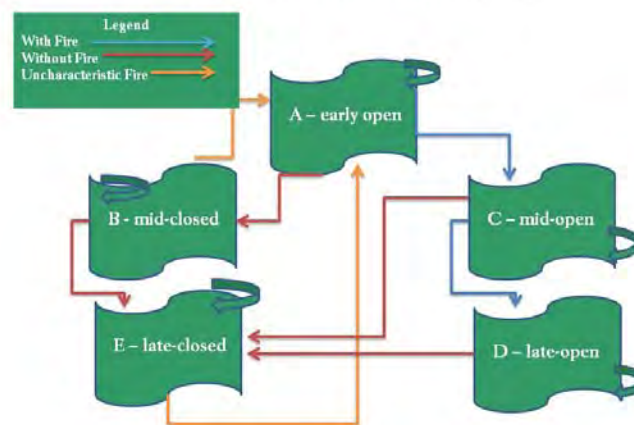 Legend
With Fire
Without Fire
Uncharacteristic Fire
A – early open
B - mid-closed
C – mid-open
E – late-closed
D – late-open